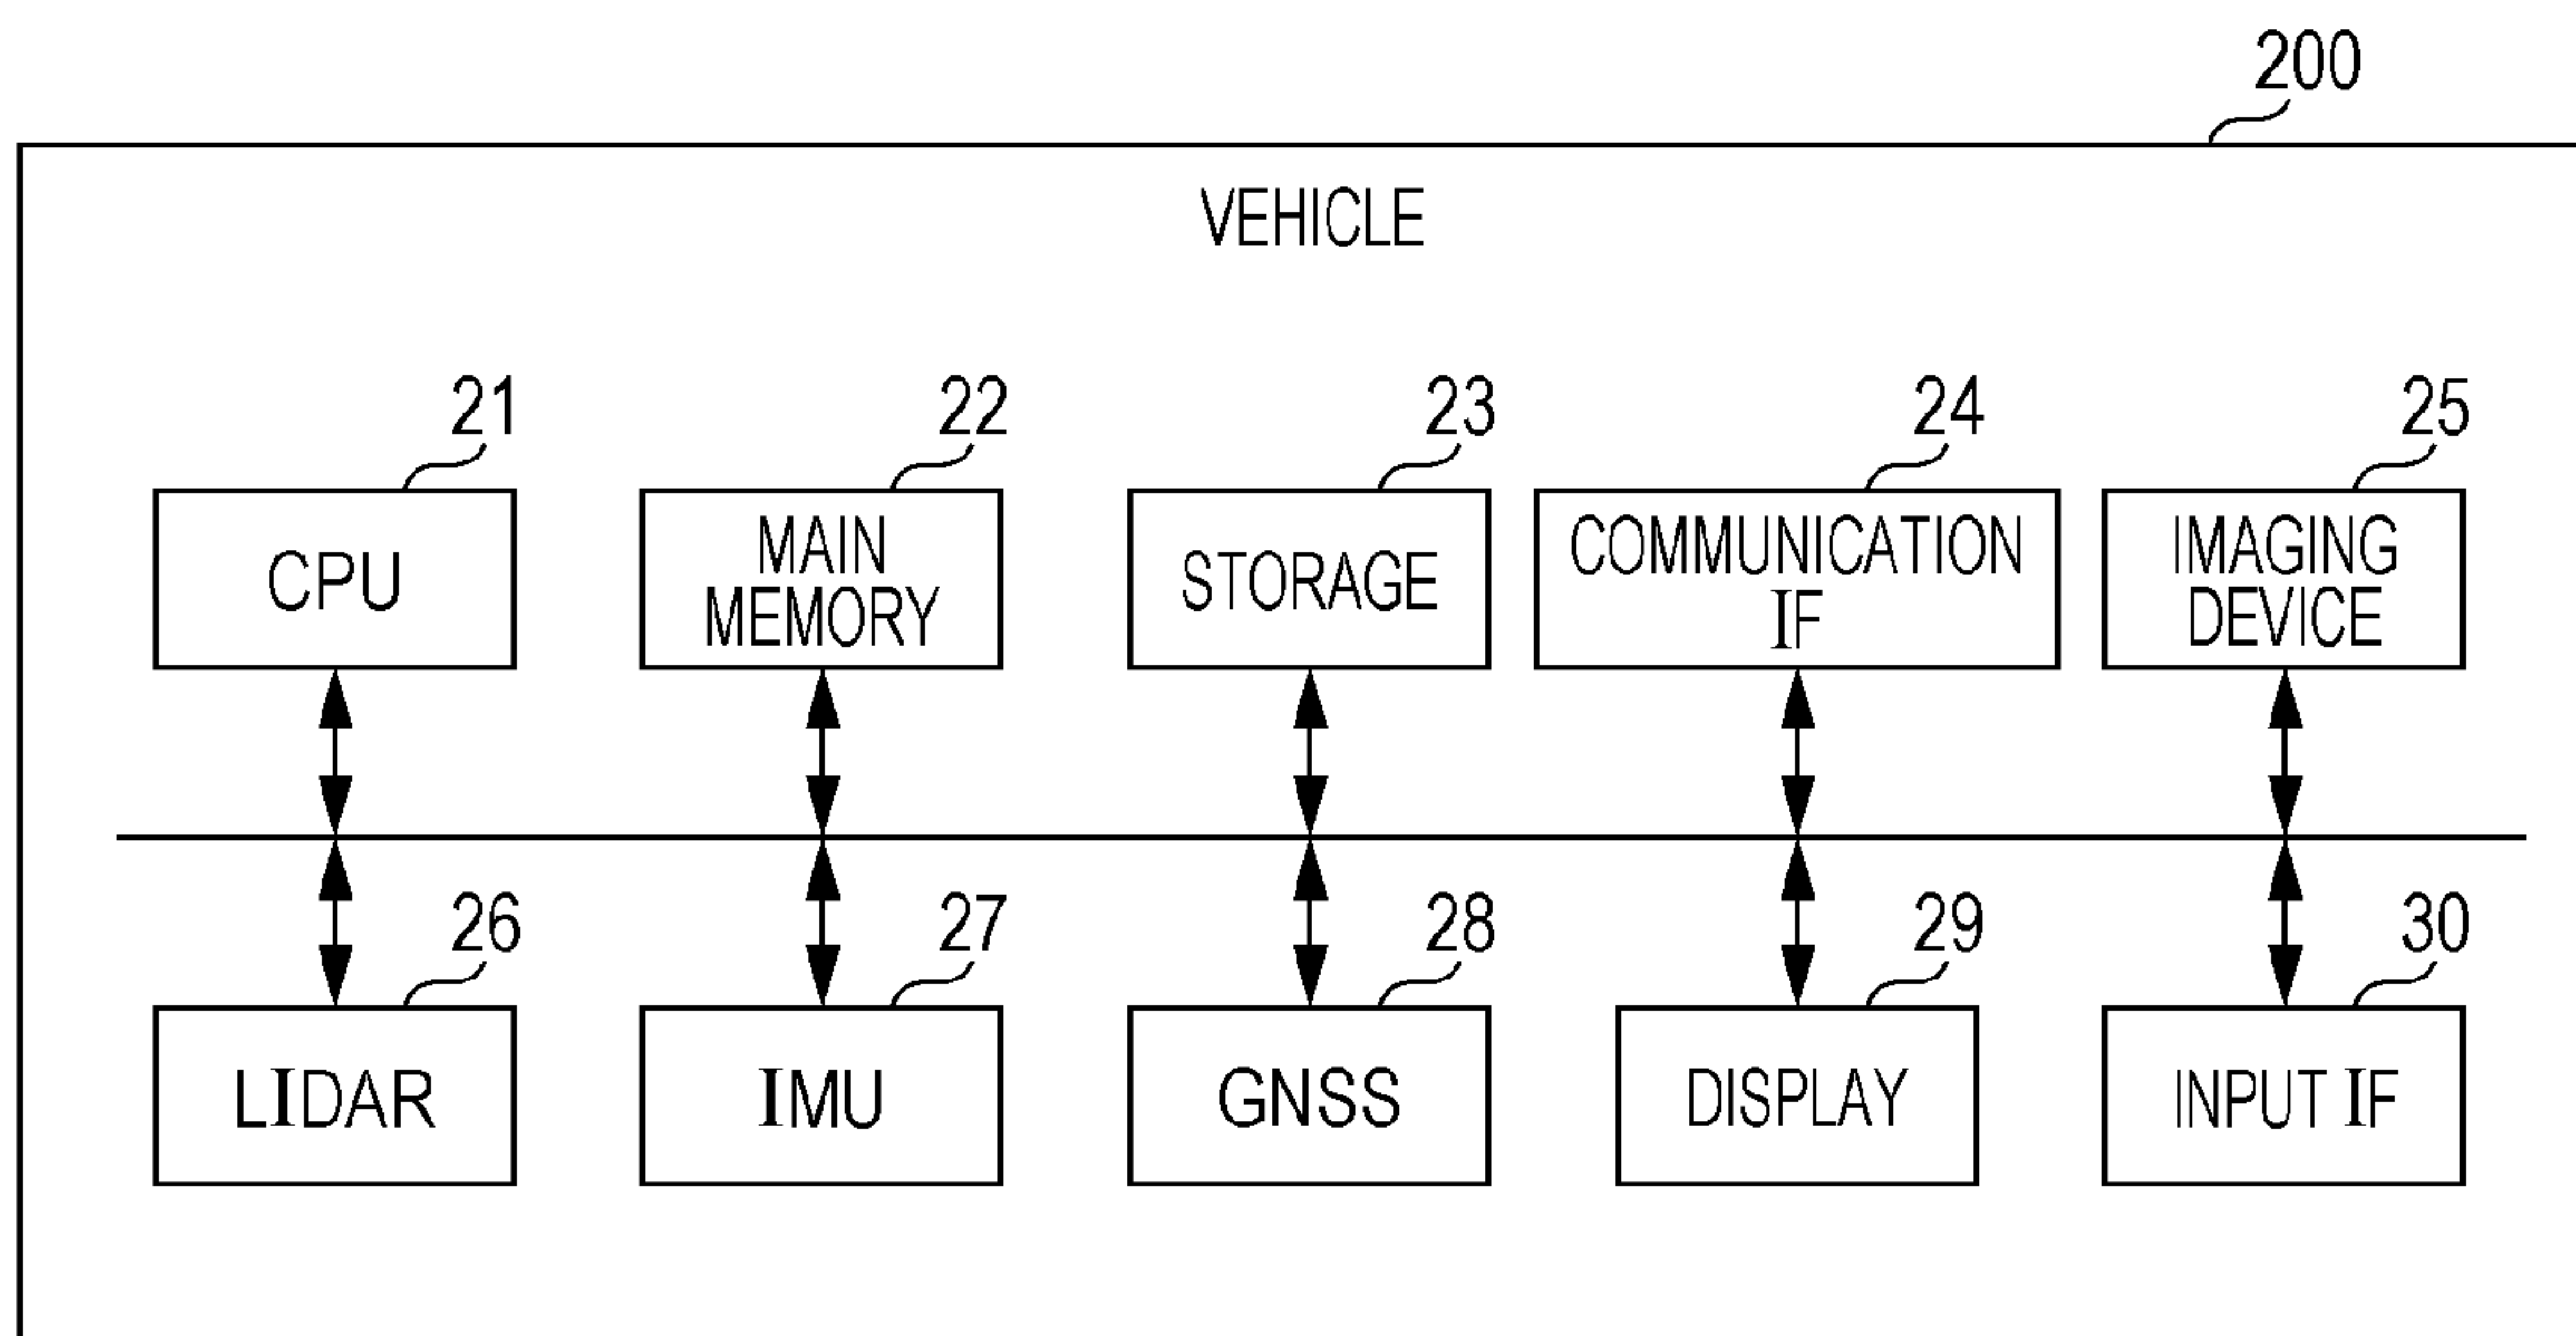 200
VEHICLE
21
22
23
24
25
CPU
MAIN
MEMORY
STORAGE
COMMUNICATION
IF
IMAGING
DEVICE
26
27
28
29
30
LIDAR
IMU
GNSS
DISPLAY
INPUT IF